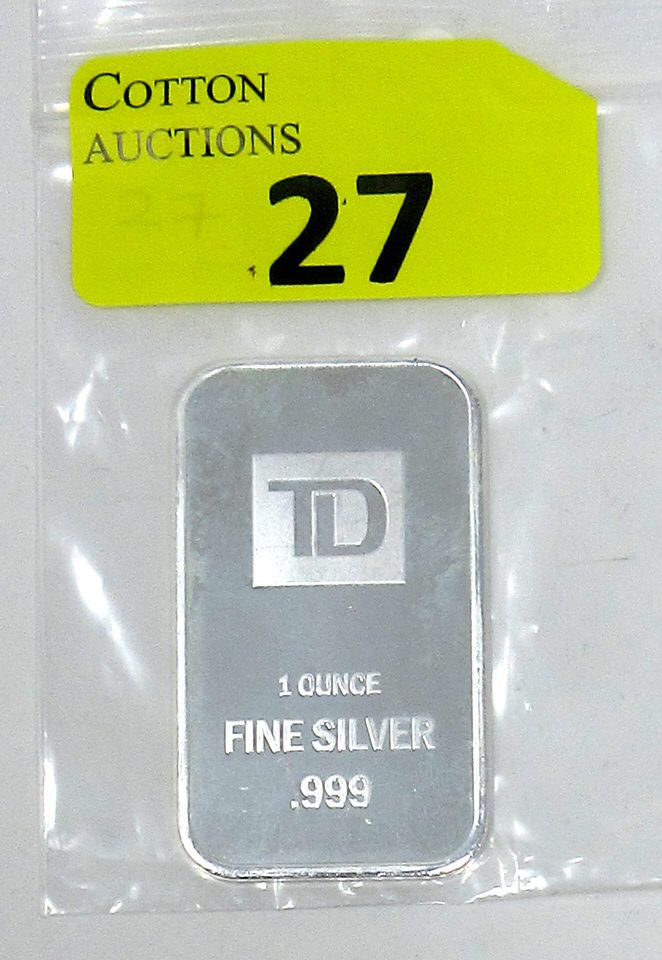 COTTON
AUCTIONS
27
27
TD
1 OUNCE
FINE SILVER
.999